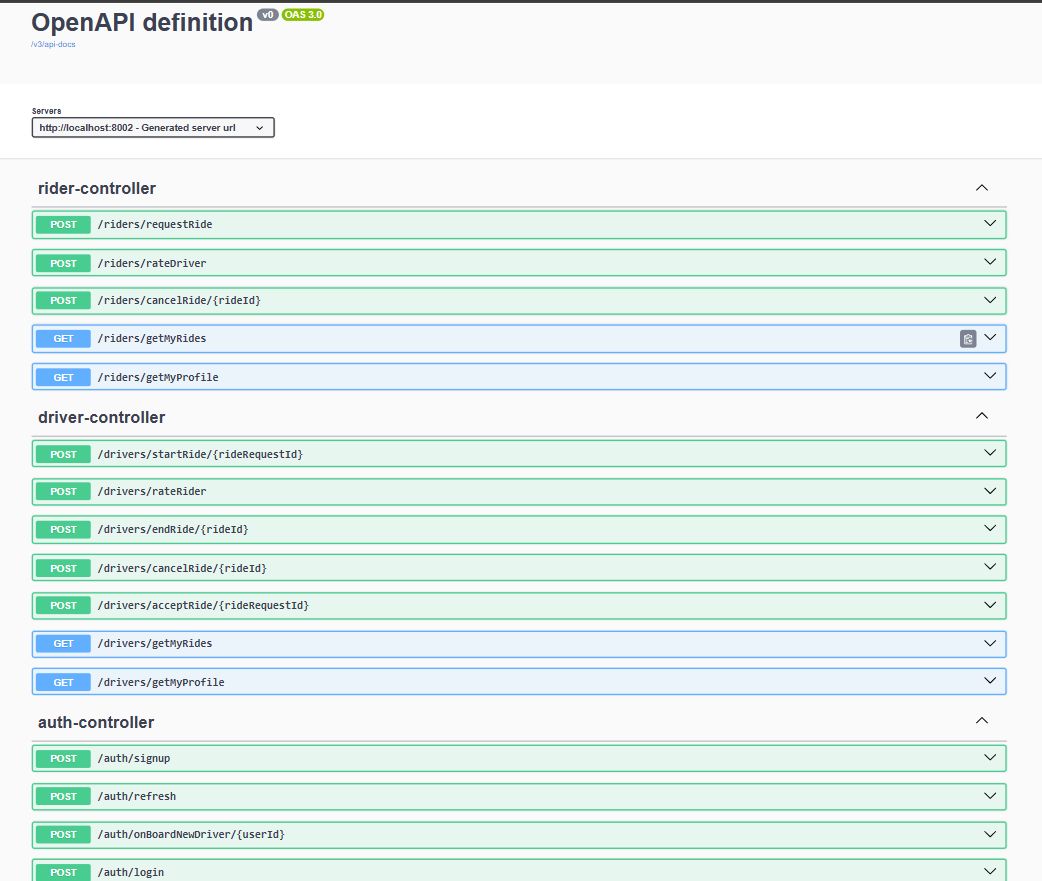 OpenAPI definition v0 OAS 3.0
/v3/api-docs
Servers
http://localhost:8002 - Generated server url
rider-controller
POST /riders/requestRide
POST /riders/rateDriver
POST /riders/cancelRide/{rideId}
GET /riders/getMyRides
GET /riders/getMyProfile
driver-controller
POST /drivers/startRide/{rideRequestId}
POST /drivers/rateRider
POST /drivers/endRide/{rideId}
POST /drivers/cancelRide/{rideId}
POST /drivers/acceptRide/{rideRequestId}
GET /drivers/getMyRides
GET /drivers/getMyProfile
auth-controller
POST /auth/signup
POST /auth/refresh
POST /auth/onBoardNewDriver/{userId}
POST /auth/login